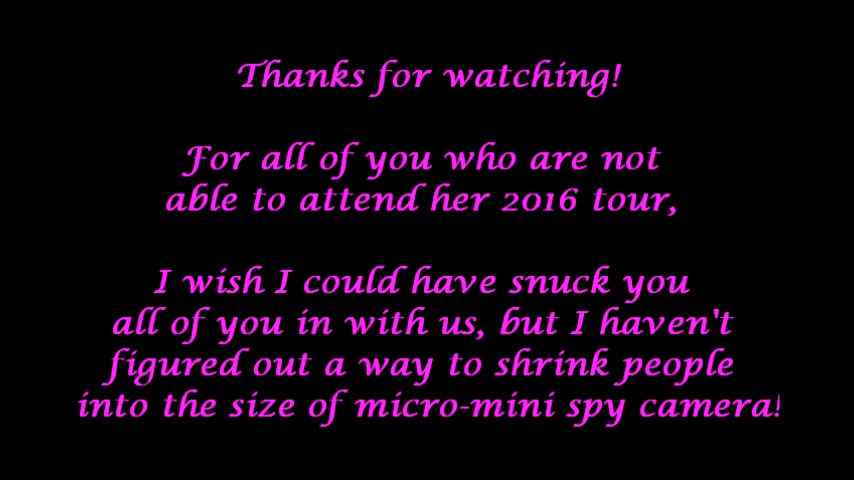 Thanks for watching!
For all of you who are not
able to attend her 2016 tour,
I wish I could have snuck you
all of you in with us, but I haven't
figured out a way to shrink people
into the size of micro-mini spy camera!